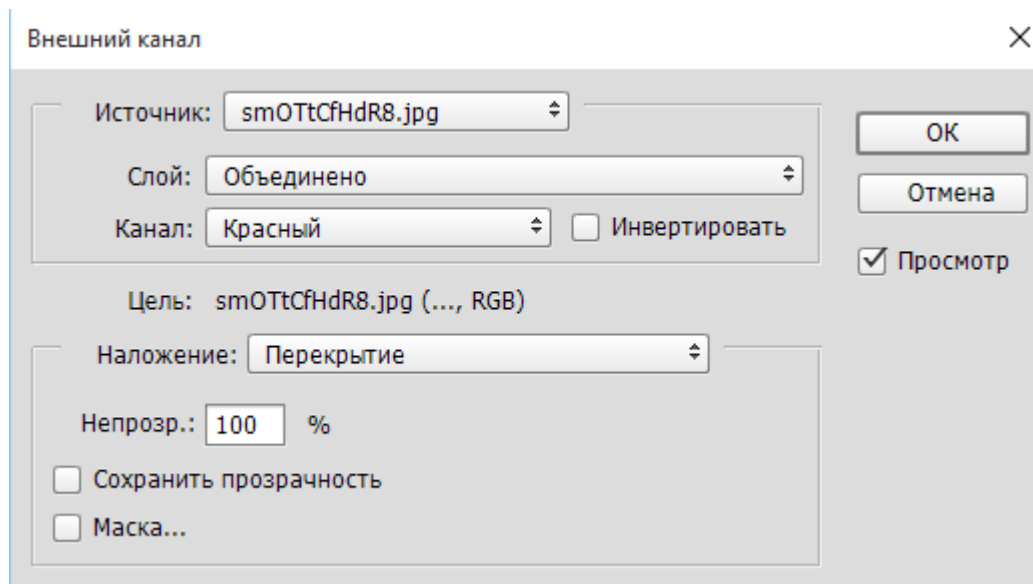 Внешний канал
Источник: smOTtCfHdR8.jpg
OK
Слой: Объединено
Отмена
Канал: Красный Инвертировать
Просмотр
Цель: smOTtCfHdR8.jpg (..., RGB)
Наложение: Перекрытие
Непрозр.: 100 %
Сохранить прозрачность
Маска...